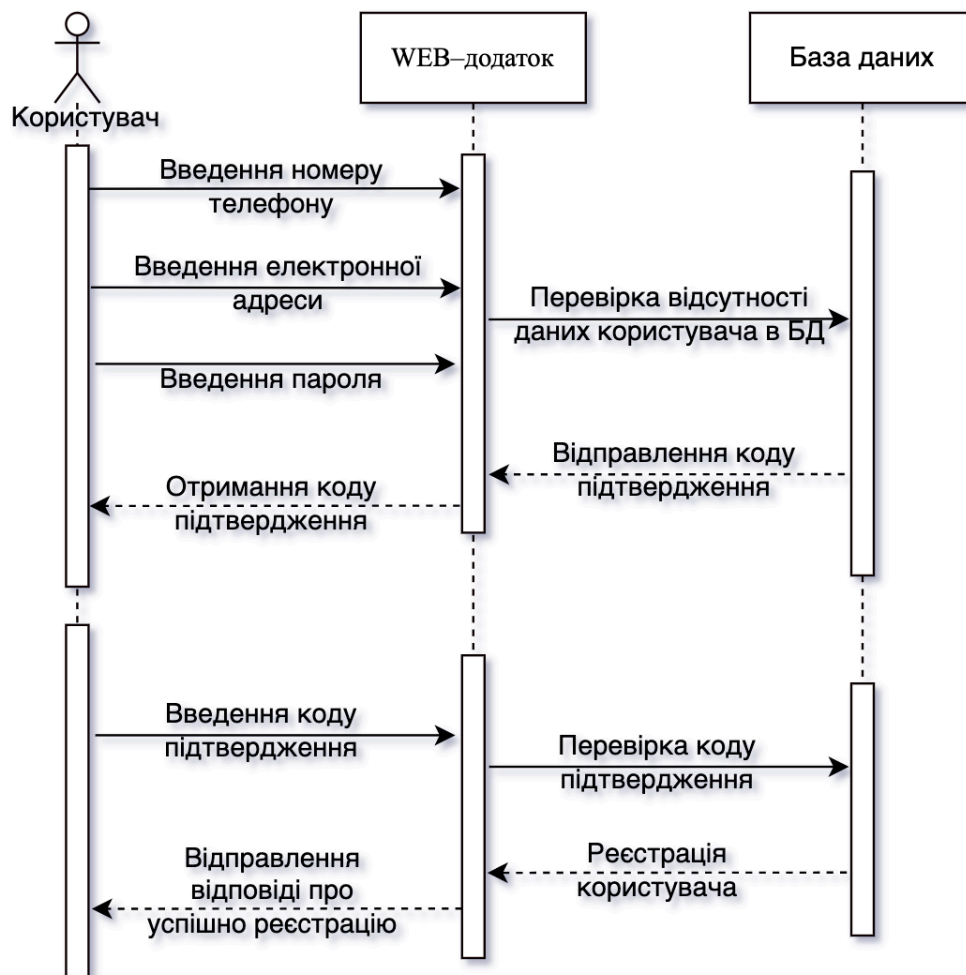 WEB–додаток
База даних
Користувач
Введення номеру
телефону
Введення електронної
адреси
Перевірка відсутності
даних користувача в БД
Введення пароля
Відправлення коду
підтвердження
Отримання коду
підтвердження
Введення коду
підтвердження
Перевірка коду
підтвердження
Реєстрація
користувача
Відправлення
відповіді про
успішно реєстрацію